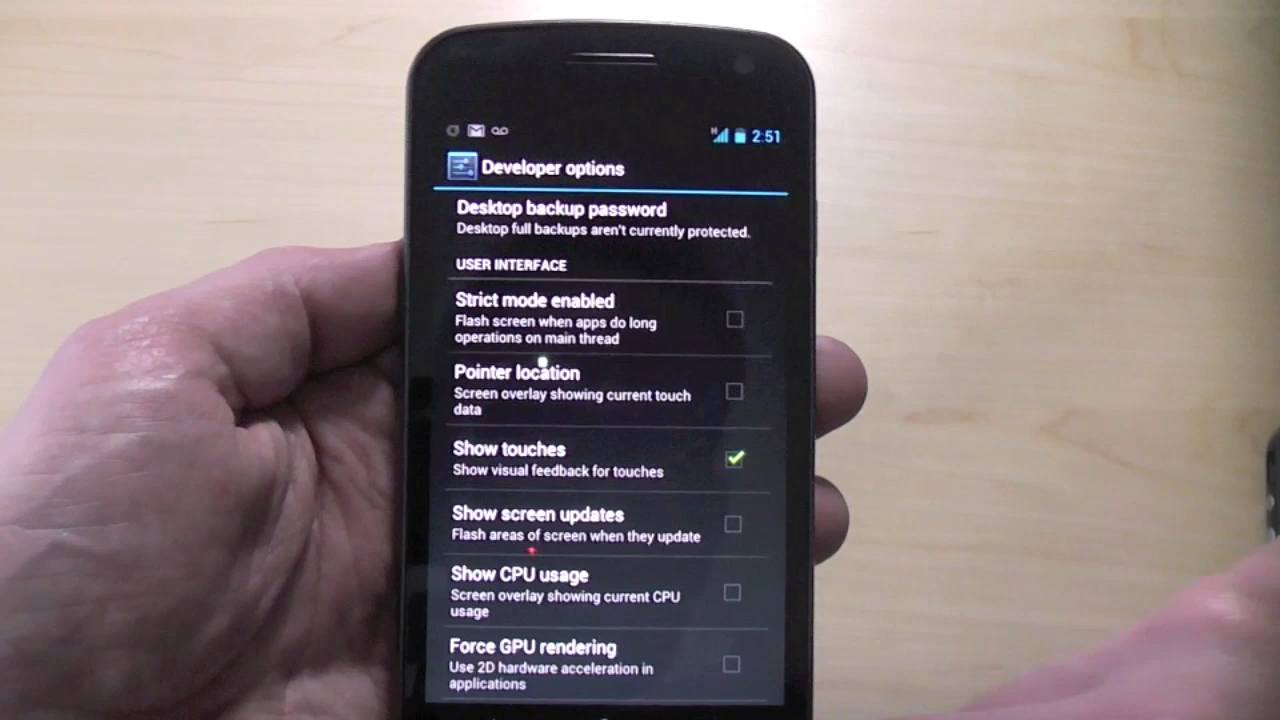 H 2:51
Developer options
Desktop backup password
Desktop full backups aren't currently protected.
USER INTERFACE
Strict mode enabled
Flash screen when apps do long
operations on main thread
Pointer location
Screen overlay showing current touch
data
Show touches
Show visual feedback for touches
Show screen updates
Flash areas of screen when they update
Show CPU usage
Screen overlay showing current CPU
usage
Force GPU rendering
Use 2D hardware acceleration in
applications